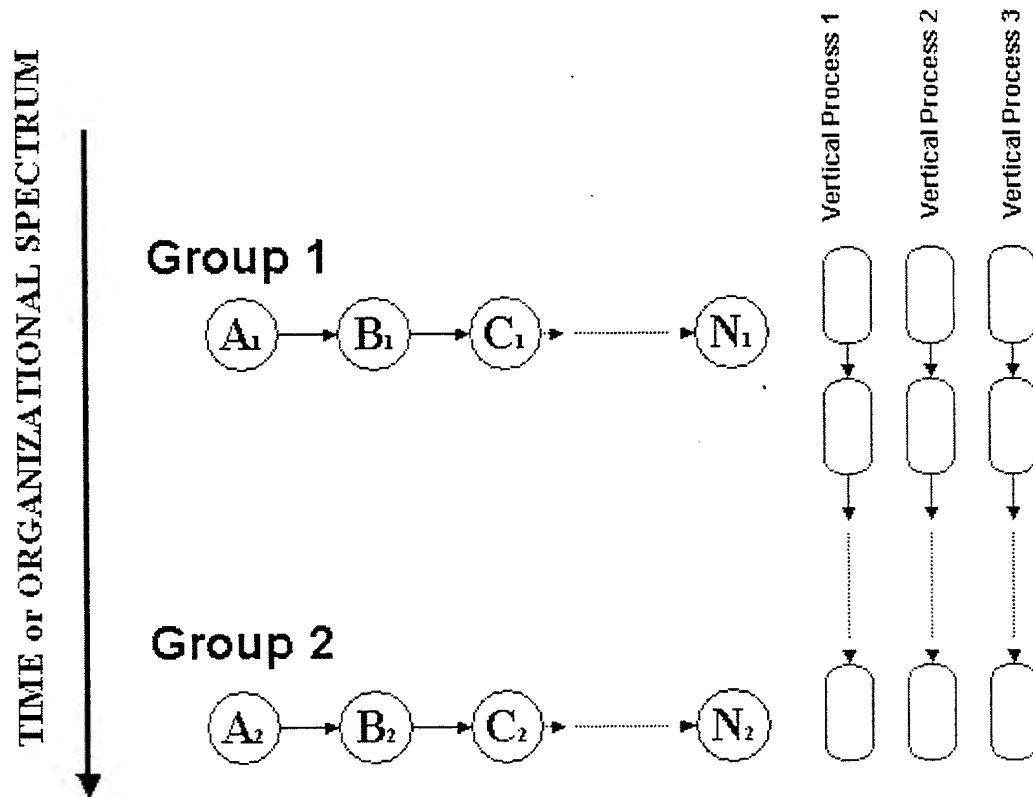 TIME or ORGANIZATIONAL SPECTRUM
Vertical Process 1
Vertical Process 2
Vertical Process 3
Group 1
A₁
B₁
C₁
N₁
Group 2
A₂
B₂
C₂
N₂